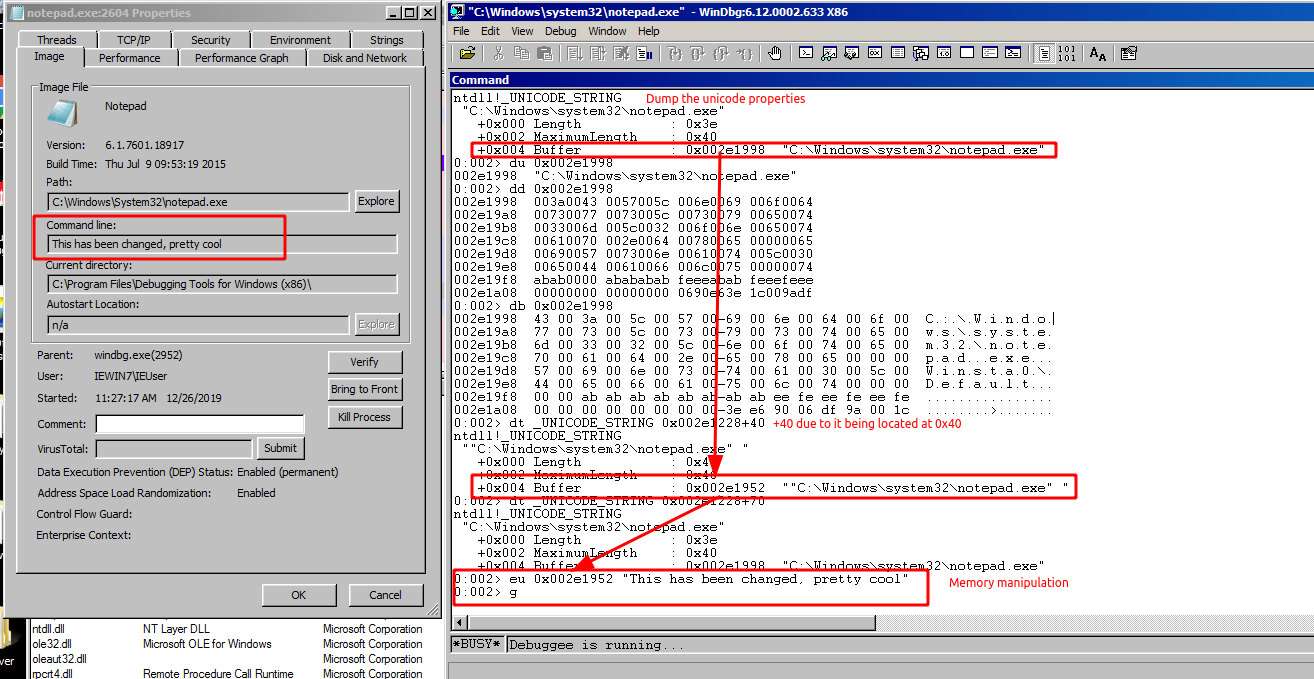 notepad.exe:2604 Properties
Threads TCP/IP Security Environment Strings
Image Performance Performance Graph Disk and Network
Image File
Notepad
Version: 6.1.7601.18917
Build Time: Thu Jul 9 09:53:19 2015
Path:
C:\Windows\System32\notepad.exe Explore
Command line:
This has been changed, pretty cool
Current directory:
C:\Program Files\Debugging Tools for Windows (x86)\
Autostart Location:
n/a Explore
Parent: windbg.exe(2952) Verify
User: IEWIN7\IEUser
Bring to Front
Started: 11:27:17 AM 12/26/2019
Comment: Kill Process
VirusTotal: Submit
Data Execution Prevention (DEP) Status: Enabled (permanent)
Address Space Load Randomization: Enabled
Control Flow Guard:
Enterprise Context:
OK Cancel
ntdll.dll NT Layer DLL Microsoft Corporation
ole32.dll Microsoft OLE for Windows Microsoft Corporation
oleaut32.dll Microsoft Corporation
rpcrt4.dll Remote Procedure Call Runtime Microsoft Corporation
ver
"C:\Windows\system32\notepad.exe" - WinDbg:6.12.0002.633 X86
File Edit View Debug Window Help
Command
ntdll!_UNICODE_STRING Dump the unicode properties
"C:\Windows\system32\notepad.exe"
+0x000 Length : 0x3e
+0x002 MaximumLength : 0x40
+0x004 Buffer : 0x002e1998 "C:\Windows\system32\notepad.exe"
0:002> du 0x002e1998
002e1998 "C:\Windows\system32\notepad.exe"
0:002> dd 0x002e1998
002e1998 003a0043 0057005c 006e0069 006f0064
002e19a8 00730077 0073005c 00730079 00650074
002e19b8 0033006d 005c0032 006f006e 00650074
002e19c8 00610070 002e0064 00780065 00000065
002e19d8 00690057 0073006e 00610074 005c0030
002e19e8 00650044 00610066 006c0075 00000074
002e19f8 abab0000 abababab feeeabab feeefeee
002e1a08 00000000 00000000 0690e63e 1c009adf
0:002> db 0x002e1998
002e1998 43 00 3a 00 5c 00 57 00-69 00 6e 00 64 00 6f 00 C.:.\.W.i.n.d.o.
002e19a8 77 00 73 00 5c 00 73 00-79 00 73 00 74 00 65 00 w.s.\.s.y.s.t.e.
002e19b8 6d 00 33 00 32 00 5c 00-6e 00 6f 00 74 00 65 00 m.3.2.\.n.o.t.e.
002e19c8 70 00 61 00 64 00 2e 00-65 00 78 00 65 00 00 00 p.a.d...e.x.e...
002e19d8 57 00 69 00 6e 00 73 00-74 00 61 00 30 00 5c 00 W.i.n.s.t.a.0.\.
002e19e8 44 00 65 00 66 00 61 00-75 00 6c 00 74 00 00 00 D.e.f.a.u.l.t...
002e19f8 00 00 ab ab ab ab ab ab-ab ab ee fe ee fe ee fe ................
002e1a08 00 00 00 00 00 00 00 00-3e e6 90 06 df 9a 00 1c ........>.......
0:002> dt _UNICODE_STRING 0x002e1228+40 +40 due to it being located at 0x40
ntdll!_UNICODE_STRING
""C:\Windows\system32\notepad.exe" "
+0x000 Length
+0x002 MaximumLength
+0x004 Buffer : 0x002e1952 ""C:\Windows\system32\notepad.exe" "
0:002> dt _UNICODE_STRING 0x002e1228+70
ntdll!_UNICODE_STRING
"C:\Windows\system32\notepad.exe"
+0x000 Length : 0x3e
+0x002 MaximumLength : 0x40
+0x004 Buffer : 0x002e1998 "C:\Windows\system32\notepad.exe"
0:002> eu 0x002e1952 "This has been changed, pretty cool" Memory manipulation
0:002> g
*BUSY* Debuggee is running...